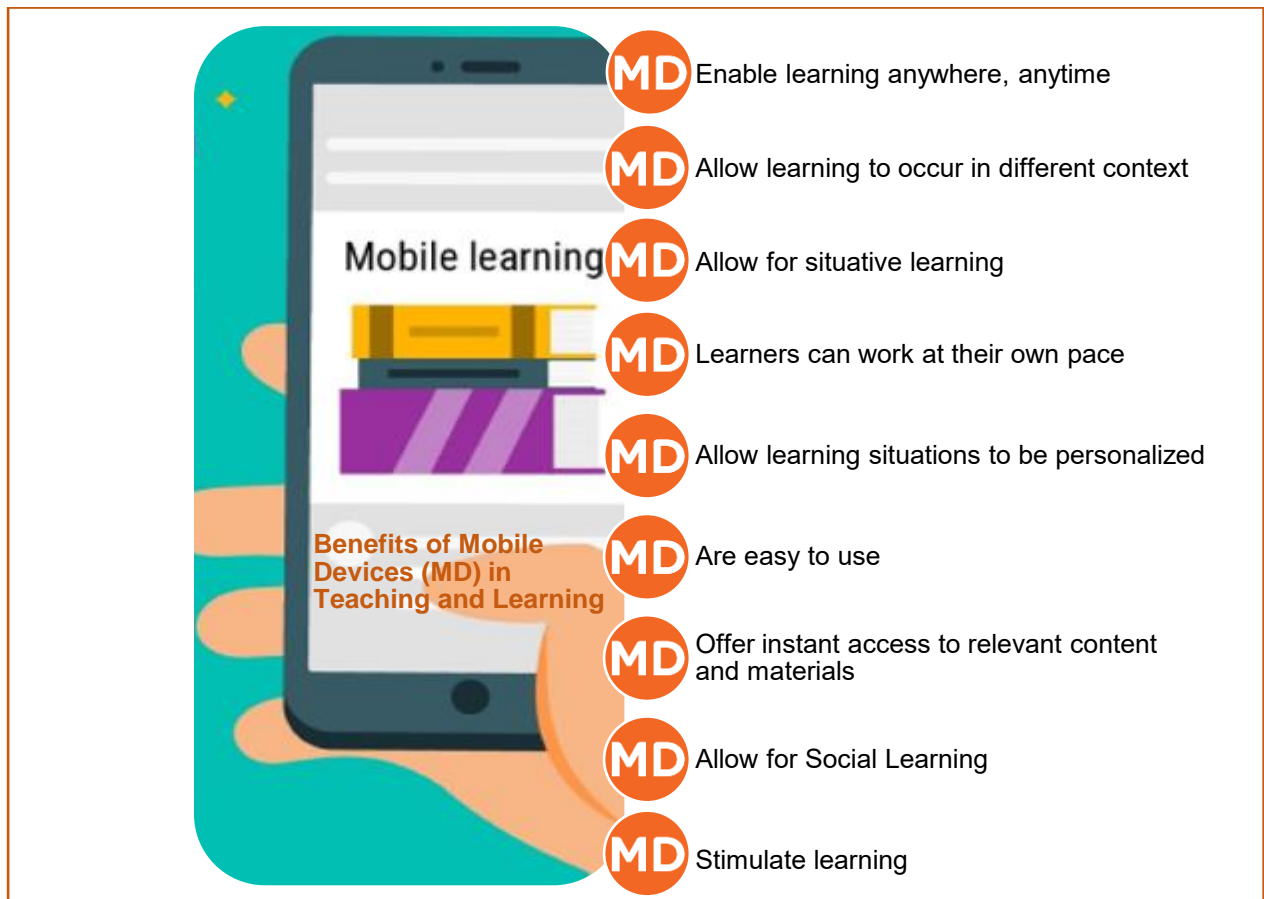 Mobile learning
Benefits of Mobile
Devices (MD) in
Teaching and Learning
MD Enable learning anywhere, anytime
MD Allow learning to occur in different context
MD Allow for situative learning
MD Learners can work at their own pace
MD Allow learning situations to be personalized
MD Are easy to use
MD Offer instant access to relevant content
and materials
MD Allow for Social Learning
MD Stimulate learning